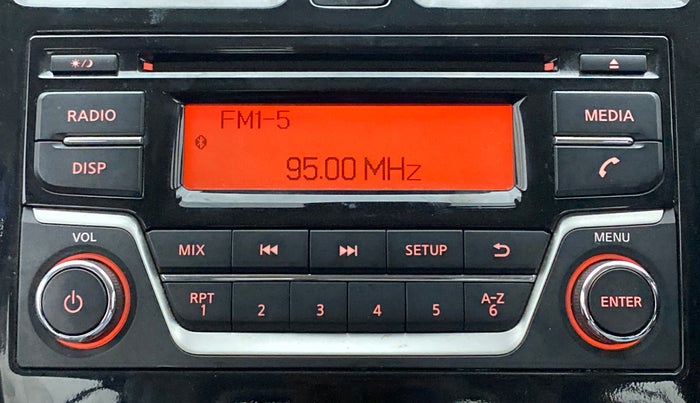 RADIO
MEDIA
FM1-5
95.00 MHz
DISP
VOL
MENU
MIX
SETUP
RPT
1
2
3
4
5
A-Z
6
ENTER